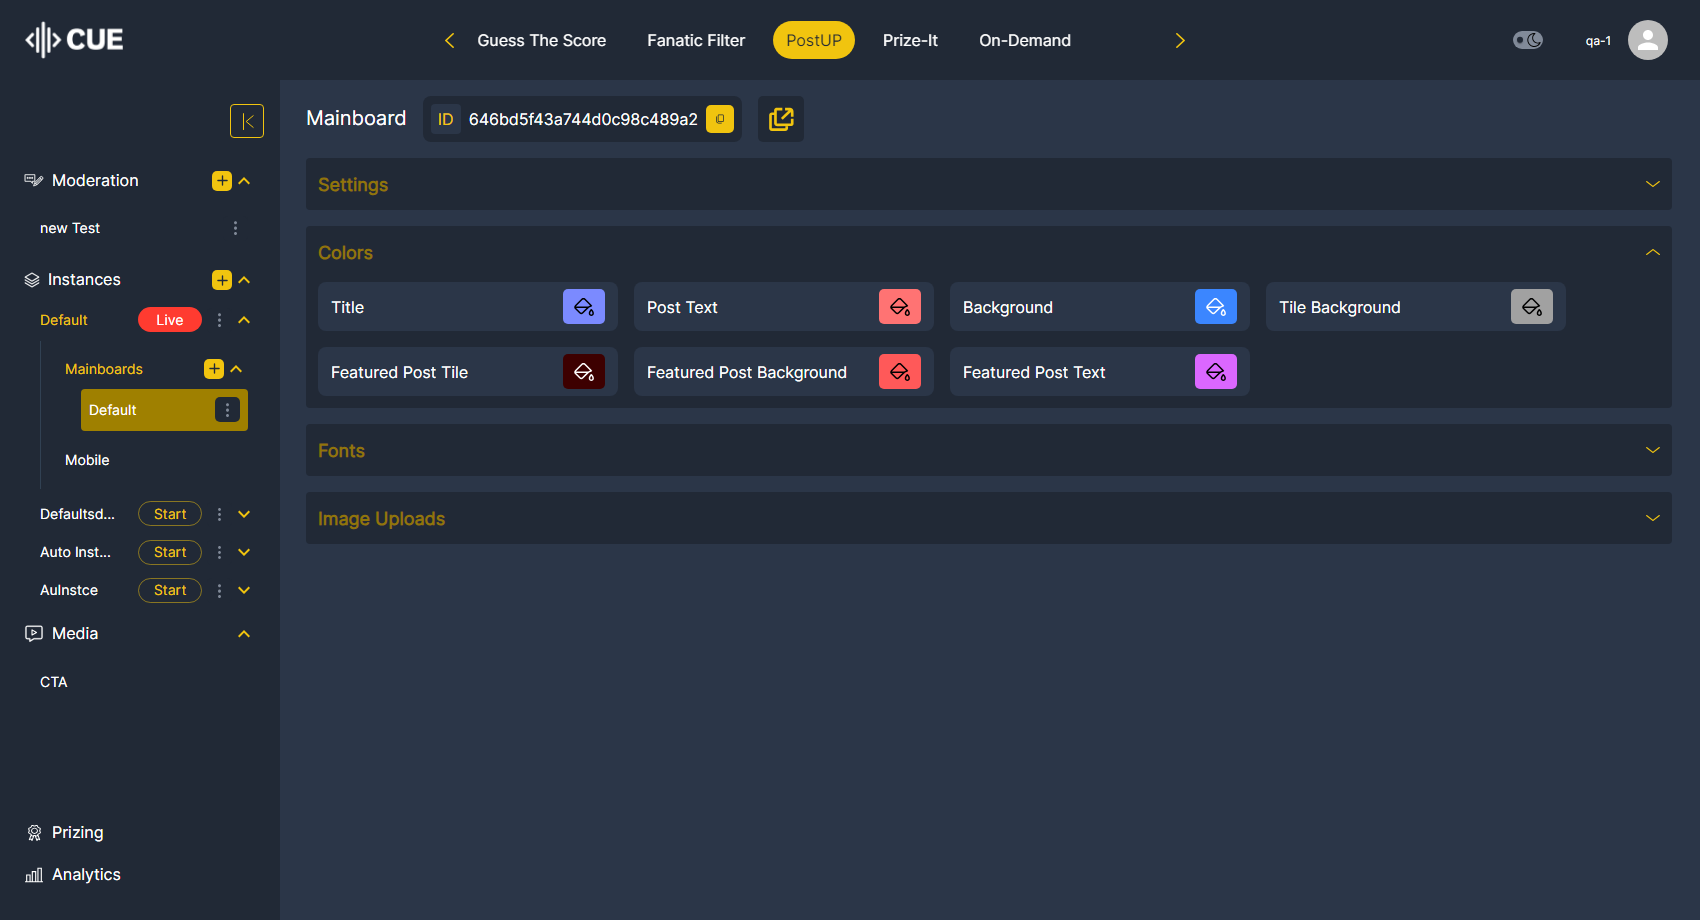 CUE
Guess The Score
Fanatic Filter
PostUP
Prize-It
On-Demand
qa-1
Mainboard
ID 646bd5f43a744d0c98c489a2
Moderation
new Test
Instances
Default
Live
Mainboards
Default
Mobile
Defaultsd...
Start
Auto Inst...
Start
AuInstce
Start
Media
CTA
Prizing
Analytics
Settings
Colors
Title
Post Text
Background
Tile Background
Featured Post Tile
Featured Post Background
Featured Post Text
Fonts
Image Uploads